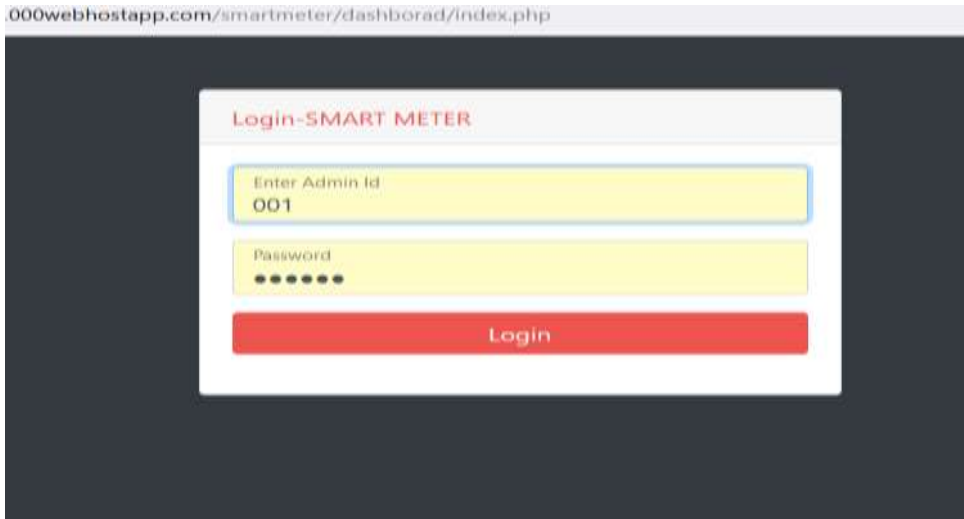 .000webhostapp.com/smartmeter/dashborad/index.php
Login-SMART METER
Enter Admin Id
001
Password
••••••
Login